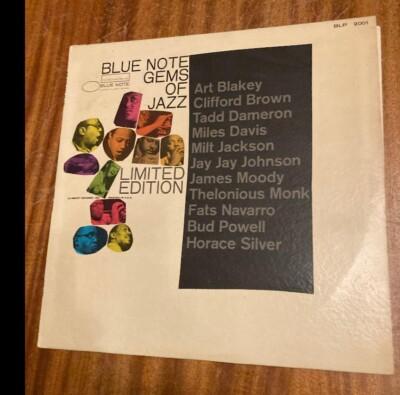 BLP 2001
BLUE NOTE
GEMS
OF
JAZZ
BLUE NOTE
LIMITED
EDITION
Art Blakey
Clifford Brown
Tadd Dameron
Miles Davis
Milt Jackson
Jay Jay Johnson
James Moody
Thelonious Monk
Fats Navarro
Bud Powell
Horace Silver